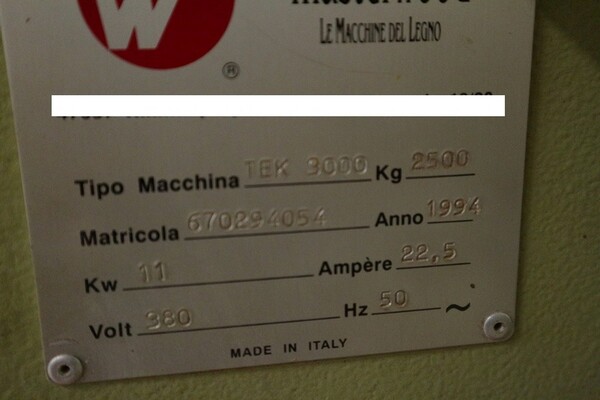 W
®
LE MACCHINE DEL LEGNO
Tipo Macchina TEK 3000 Kg 2500
Matricola 670294054 Anno 1994
Kw 11 Ampère 22,5
Volt 380 Hz 50 ~
MADE IN ITALY